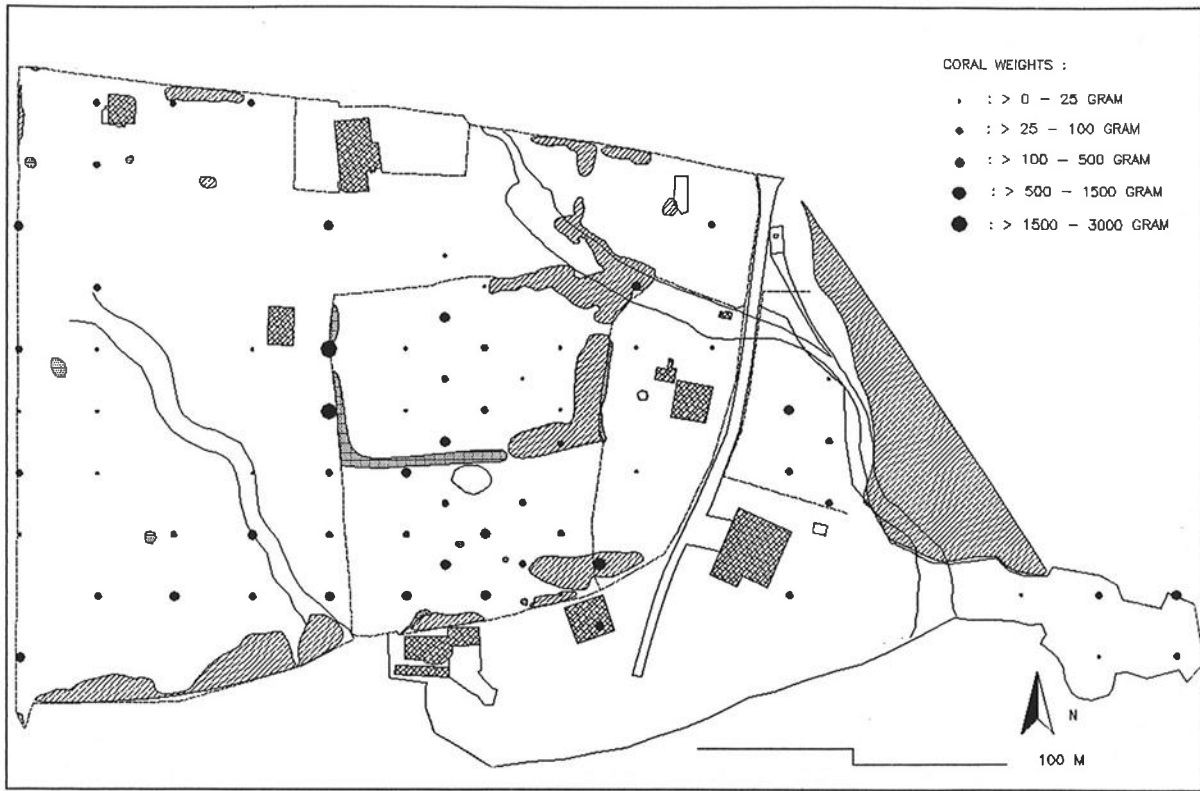 CORAL WEIGHTS :
: > 0 – 25 GRAM
: > 25 – 100 GRAM
: > 100 – 500 GRAM
: > 500 – 1500 GRAM
: > 1500 – 3000 GRAM
N
100 M